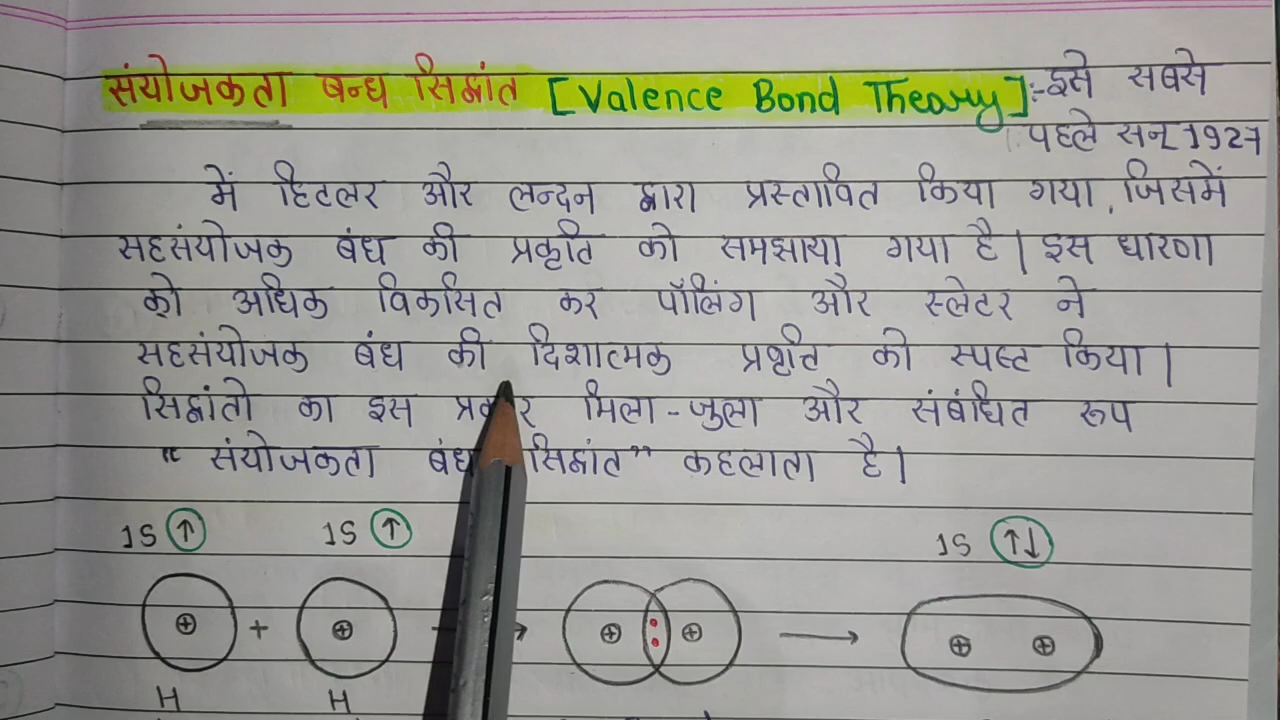 संयोजकता बन्ध सिद्धांत [Valence Bond Theory]:- इसे सबसे
पहले सन् 1927
में हिटलर और लन्दन द्वारा प्रस्तावित किया गया, जिसमें
सहसंयोजक बंध की प्रकृति को समझाया गया है। इस धारणा
को अधिक विकसित कर पॉलिंग और स्लेटर ने
सहसंयोजक बंध की दिशात्मक प्रकृति को स्पस्ट किया।
सिद्धांतो का इस प्रकार मिला-जुला और संबंधित रूप
"संयोजकता बंध सिद्धांत" कहलाता है।
1S ↑ 1S ↑ 1S ↑↓
⊕ + ⊕ → ⊕ : ⊕ → ⊕ ⊕
H H